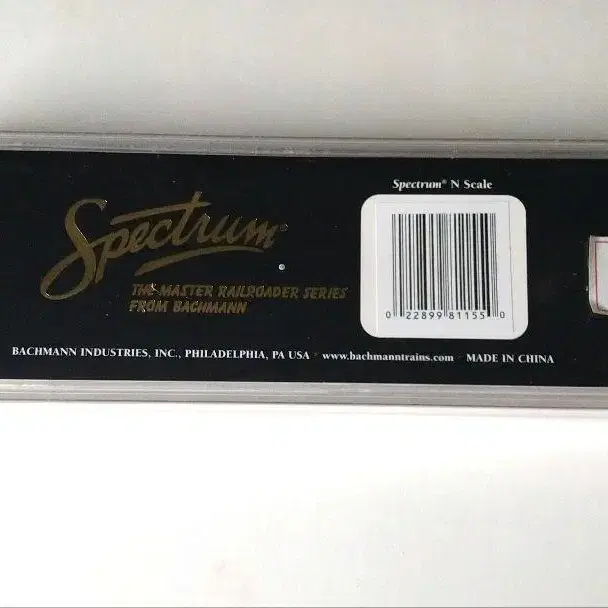 Spectrum® N Scale
Spectrum®
THE MASTER RAILROADER SERIES
FROM BACHMANN
0 22899 81155 0
BACHMANN INDUSTRIES, INC., PHILADELPHIA, PA USA · www.bachmanntrains.com · MADE IN CHINA